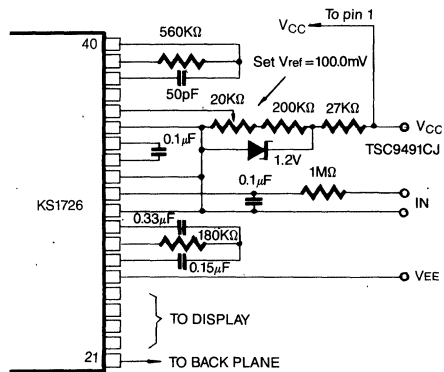 To pin 1
VCC
40
560KΩ
50pF
Set Vref=100.0mV
20KΩ
200KΩ
27KΩ
VCC
0.1μF
1.2V
TSC9491CJ
0.1μF
1MΩ
IN
KS1726
0.33μF
180KΩ
0.15μF
VEE
TO DISPLAY
21
TO BACK PLANE